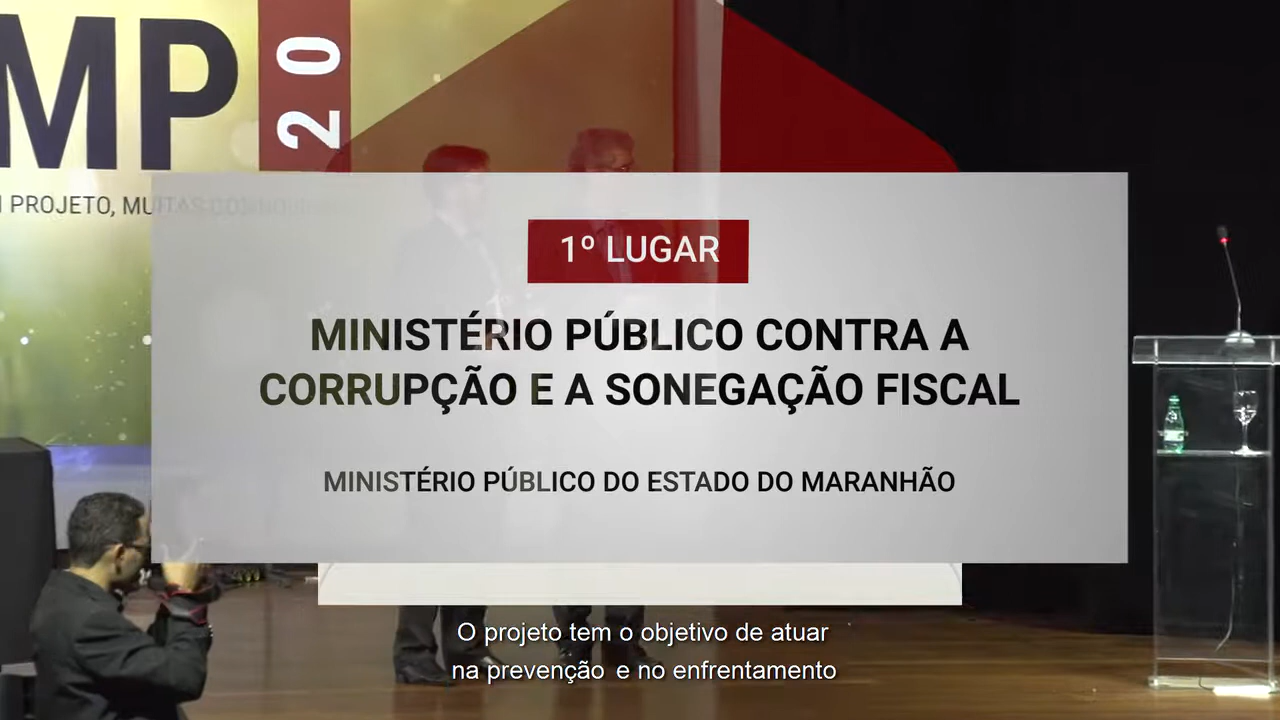 MP
20
PROJETO, MUITAS
1º LUGAR
MINISTÉRIO PÚBLICO CONTRA A
CORRUPÇÃO E A SONEGAÇÃO FISCAL
MINISTÉRIO PÚBLICO DO ESTADO DO MARANHÃO
O projeto tem o objetivo de atuar
na prevenção e no enfrentamento